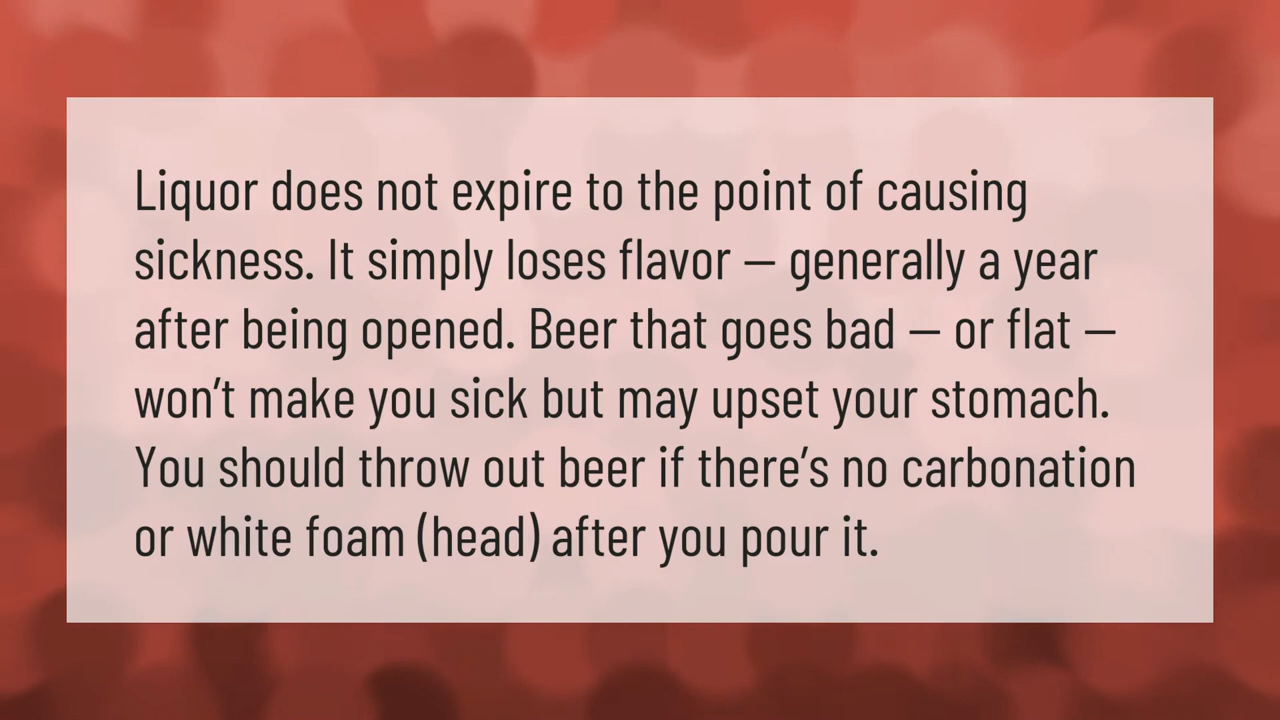 Liquor does not expire to the point of causing
sickness. It simply loses flavor – generally a year
after being opened. Beer that goes bad – or flat –
won’t make you sick but may upset your stomach.
You should throw out beer if there’s no carbonation
or white foam (head) after you pour it.